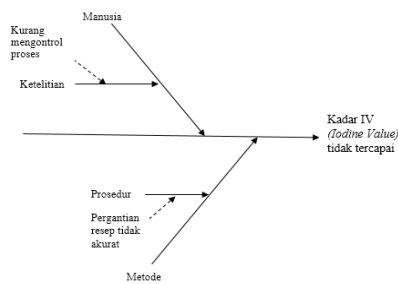 Manusia
Kurang
mengontrol
proses
Ketelitian
Kadar IV
(Iodine Value)
tidak tercapai
Prosedur
Pergantian
resep tidak
akurat
Metode